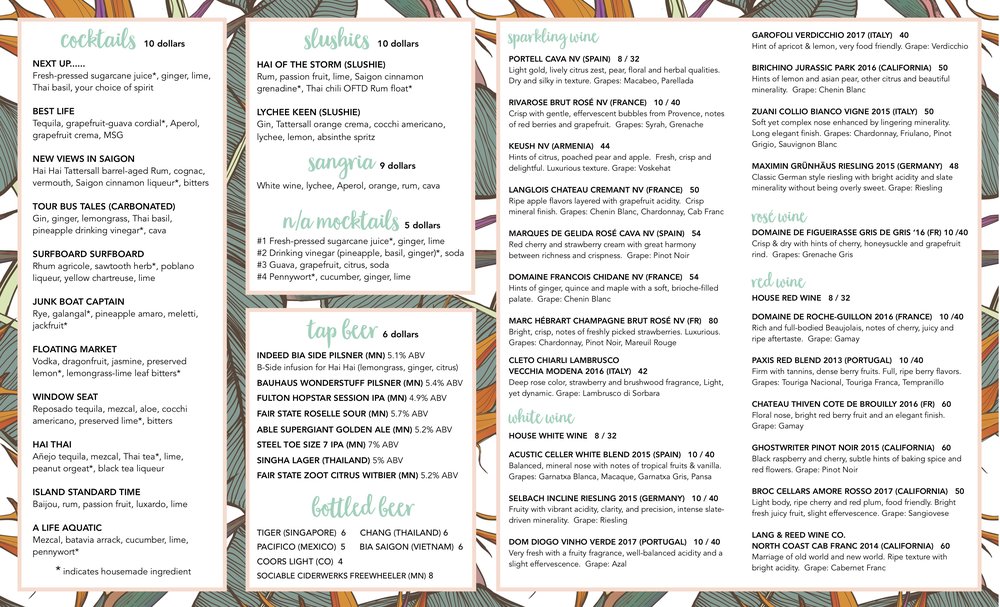 cocktails 10 dollars
NEXT UP......
Fresh-pressed sugarcane juice*, ginger, lime,
Thai basil, your choice of spirit
BEST LIFE
Tequila, grapefruit-guava cordial*, Aperol,
grapefruit crema, MSG
NEW VIEWS IN SAIGON
Hai Hai Tattersall barrel-aged Rum, cognac,
vermouth, Saigon cinnamon liqueur*, bitters
TOUR BUS TALES (CARBONATED)
Gin, ginger, lemongrass, Thai basil,
pineapple drinking vinegar*, cava
SURFBOARD SURFBOARD
Rhum agricole, sawtooth herb*, poblano
liqueur, yellow chartreuse, lime
JUNK BOAT CAPTAIN
Rye, galangal*, pineapple amaro, meletti,
jackfruit*
FLOATING MARKET
Vodka, dragonfruit, jasmine, preserved
lemon*, lemongrass-lime leaf bitters*
WINDOW SEAT
Reposado tequila, mezcal, aloe, cocchi
americano, preserved lime*, bitters
HAI THAI
Añejo tequila, mezcal, Thai tea*, lime,
peanut orgeat*, black tea liqueur
ISLAND STANDARD TIME
Baijou, rum, passion fruit, luxardo, lime
A LIFE AQUATIC
Mezcal, batavia arrack, cucumber, lime,
pennywort*
* indicates housemade ingredient
slushies 10 dollars
HAI OF THE STORM (SLUSHIE)
Rum, passion fruit, lime, Saigon cinnamon
grenadine*, Thai chili OFTD Rum float*
LYCHEE KEEN (SLUSHIE)
Gin, Tattersall orange crema, cocchi americano,
lychee, lemon, absinthe spritz
sangria 9 dollars
White wine, lychee, Aperol, orange, rum, cava
n/a mocktails 5 dollars
#1 Fresh-pressed sugarcane juice*, ginger, lime
#2 Drinking vinegar (pineapple, basil, ginger)*, soda
#3 Guava, grapefruit, citrus, soda
#4 Pennywort*, cucumber, ginger, lime
tap beer 6 dollars
INDEED BIA SIDE PILSNER (MN) 5.1% ABV
B-Side infusion for Hai Hai (lemongrass, ginger, citrus)
BAUHAUS WONDERSTUFF PILSNER (MN) 5.4% ABV
FULTON HOPSTAR SESSION IPA (MN) 4.9% ABV
FAIR STATE ROSELLE SOUR (MN) 5.7% ABV
ABLE SUPERGIANT GOLDEN ALE (MN) 5.2% ABV
STEEL TOE SIZE 7 IPA (MN) 7% ABV
SINGHA LAGER (THAILAND) 5% ABV
FAIR STATE ZOOT CITRUS WITBIER (MN) 5.2% ABV
bottled beer
TIGER (SINGAPORE) 6 CHANG (THAILAND) 6
PACIFICO (MEXICO) 5 BIA SAIGON (VIETNAM) 6
COORS LIGHT (CO) 4
SOCIABLE CIDERWERKS FREEWHEELER (MN) 8
sparkling wine
PORTELL CAVA NV (SPAIN) 8 / 32
Light gold, lively citrus zest, pear, floral and herbal qualities.
Dry and silky in texture. Grapes: Macabeo, Parellada
RIVAROSE BRUT ROSÉ NV (FRANCE) 10 / 40
Crisp with gentle, effervescent bubbles from Provence, notes
of red berries and grapefruit. Grapes: Syrah, Grenache
KEUSH NV (ARMENIA) 44
Hints of citrus, poached pear and apple. Fresh, crisp and
delightful. Luxurious texture. Grape: Voskehat
LANGLOIS CHATEAU CREMANT NV (FRANCE) 50
Ripe apple flavors layered with grapefruit acidity. Crisp
mineral finish. Grapes: Chenin Blanc, Chardonnay, Cab Franc
MARQUES DE GELIDA ROSÉ CAVA NV (SPAIN) 54
Red cherry and strawberry cream with great harmony
between richness and crispness. Grape: Pinot Noir
DOMAINE FRANCOIS CHIDANE NV (FRANCE) 54
Hints of ginger, quince and maple with a soft, brioche-filled
palate. Grape: Chenin Blanc
MARC HÉBRART CHAMPAGNE BRUT ROSÉ NV (FR) 80
Bright, crisp, notes of freshly picked strawberries. Luxurious.
Grapes: Chardonnay, Pinot Noir, Mareuil Rouge
CLETO CHIARLI LAMBRUSCO
VECCHIA MODENA 2016 (ITALY) 42
Deep rose color, strawberry and brushwood fragrance, Light,
yet dynamic. Grape: Lambrusco di Sorbara
white wine
HOUSE WHITE WINE 8 / 32
ACUSTIC CELLER WHITE BLEND 2015 (SPAIN) 10 / 40
Balanced, mineral nose with notes of tropical fruits & vanilla.
Grapes: Garnatxa Blanca, Macaque, Garnatxa Gris, Pansa
SELBACH INCLINE RIESLING 2015 (GERMANY) 10 / 40
Fruity with vibrant acidity, clarity, and precision, intense slate-
driven minerality. Grape: Riesling
DOM DIOGO VINHO VERDE 2017 (PORTUGAL) 10 / 40
Very fresh with a fruity fragrance, well-balanced acidity and a
slight effervescence. Grape: Azal
GAROFOLI VERDICCHIO 2017 (ITALY) 40
Hint of apricot & lemon, very food friendly. Grape: Verdicchio
BIRICHINO JURASSIC PARK 2016 (CALIFORNIA) 50
Hints of lemon and asian pear, other citrus and beautiful
minerality. Grape: Chenin Blanc
ZUANI COLLIO BIANCO VIGNE 2015 (ITALY) 50
Soft yet complex nose enhanced by lingering minerality.
Long elegant finish. Grapes: Chardonnay, Friulano, Pinot
Grigio, Sauvignon Blanc
MAXIMIN GRÜNHÄUS RIESLING 2015 (GERMANY) 48
Classic German style riesling with bright acidity and slate
minerality without being overly sweet. Grape: Riesling
rosé wine
DOMAINE DE FIGUEIRASSE GRIS DE GRIS '16 (FR) 10 /40
Crisp & dry with hints of cherry, honeysuckle and grapefruit
rind. Grapes: Grenache Gris
red wine
HOUSE RED WINE 8 / 32
DOMAINE DE ROCHE-GUILLON 2016 (FRANCE) 10 /40
Rich and full-bodied Beaujolais, notes of cherry, juicy and
ripe aftertaste. Grape: Gamay
PAXIS RED BLEND 2013 (PORTUGAL) 10 /40
Firm with tannins, dense berry fruits. Full, ripe berry flavors.
Grapes: Touriga Nacional, Touriga Franca, Tempranillo
CHATEAU THIVEN COTE DE BROUILLY 2016 (FR) 60
Floral nose, bright red berry fruit and an elegant finish.
Grape: Gamay
GHOSTWRITER PINOT NOIR 2015 (CALIFORNIA) 60
Black raspberry and cherry, subtle hints of baking spice and
red flowers. Grape: Pinot Noir
BROC CELLARS AMORE ROSSO 2017 (CALIFORNIA) 50
Light body, ripe cherry and red plum, food friendly. Bright
fresh juicy fruit, slight effervescence. Grape: Sangiovese
LANG & REED WINE CO.
NORTH COAST CAB FRANC 2014 (CALIFORNIA) 60
Marriage of old world and new world. Ripe texture with
bright acidity. Grape: Cabernet Franc